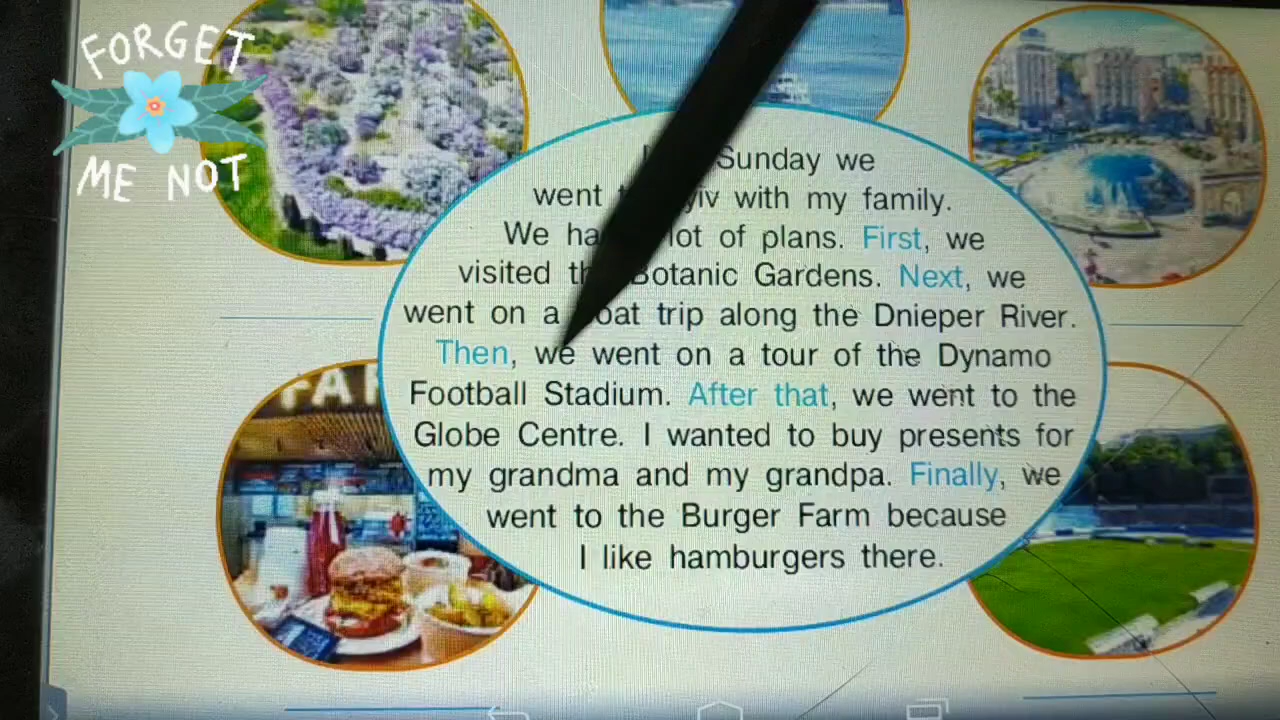 FORGET
ME NOT
FA
Sunday we
went with my family.
We lot of plans. First, we
visited Botanic Gardens. Next, we
went on a trip along the Dnieper River.
Then, we went on a tour of the Dynamo
Football Stadium. After that, we went to the
Globe Centre. I wanted to buy presents for
my grandma and my grandpa. Finally, we
went to the Burger Farm because
I like hamburgers there.